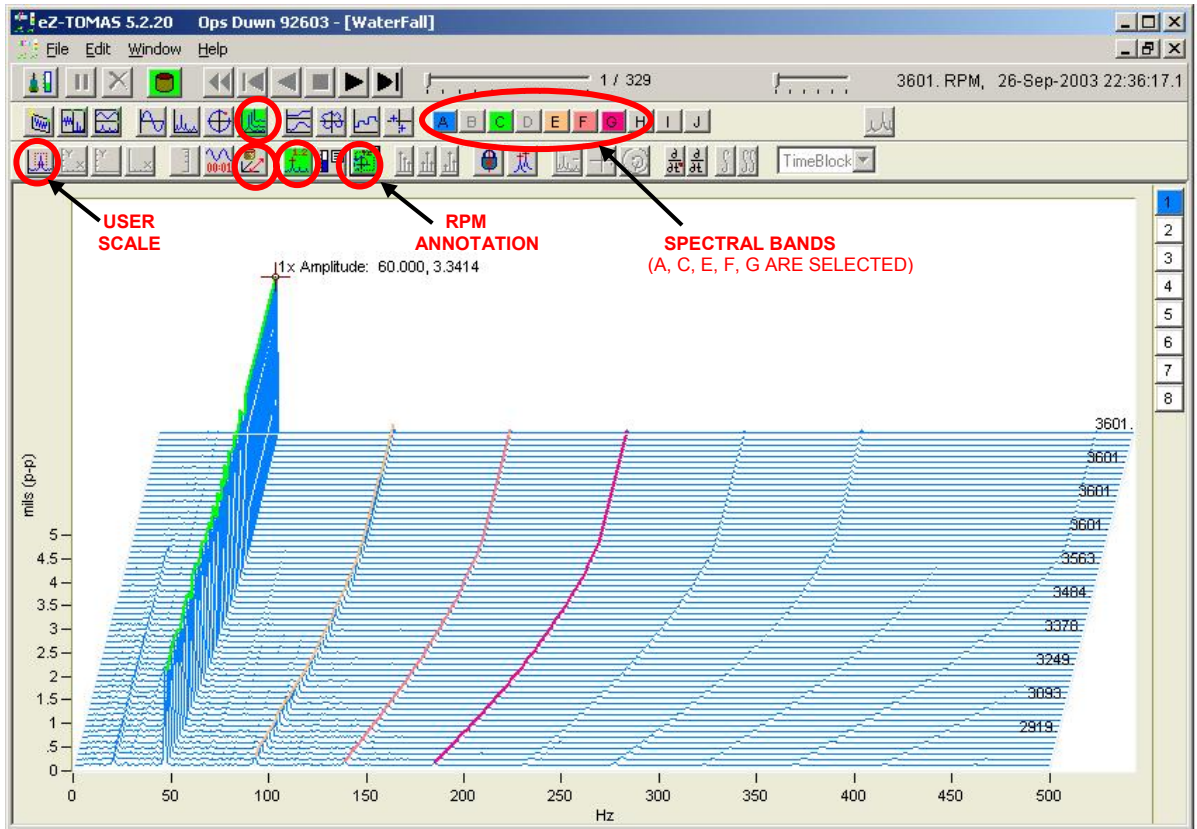 eZ-TOMAS 5.2.20 Ops Duwn 92603 - [WaterFall]
File Edit Window Help
1 / 329
3601. RPM, 26-Sep-2003 22:36:17.1
A B C D E F G H I J
00:01
TimeBlock
USER
SCALE
RPM
ANNOTATION
SPECTRAL BANDS
(A, C, E, F, G ARE SELECTED)
1
2
3
4
5
6
7
8
1x Amplitude: 60.000, 3.3414
3601.
3601.
3601.
3601.
3563.
3484.
3378.
3249.
3093.
2919.
mils (p-p)
5
4.5
4
3.5
3
2.5
2
1.5
1
.5
0
0 50 100 150 200 250 300 350 400 450 500
Hz